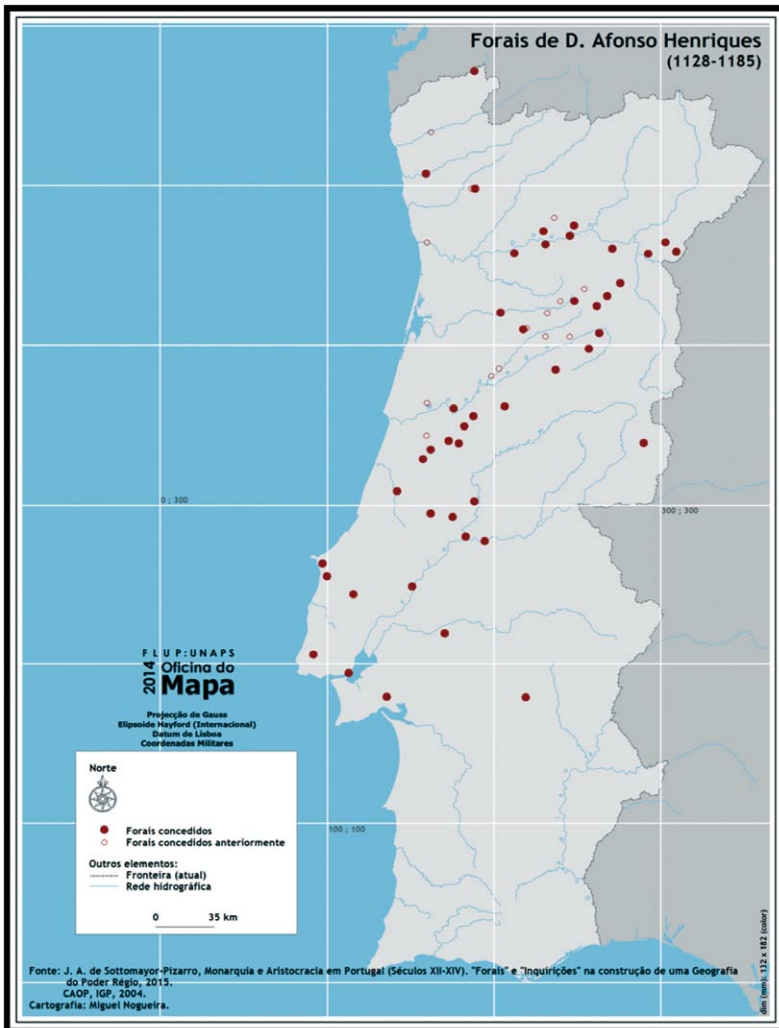 Forais de D. Afonso Henriques
(1128-1185)
0 ; 300
300 ; 300
F L U P : U N A P S
2014 Oficina do
Mapa
Projecção de Gauss
Elipsoide Hayford (Internacional)
Datum de Lisboa
Coordenadas Militares
Norte
Forais concedidos
Forais concedidos anteriormente
Outros elementos:
Fronteira (atual)
Rede hidrográfica
0 35 km
100 ; 100
Fonte: J. A. de Sottomayor-Pizarro, Monarquia e Aristocracia em Portugal (Séculos XII-XIV). "Forais" e "Inquirições" na construção de uma Geografia
do Poder Régio, 2015.
CAOP, IGP, 2004.
Cartografia: Miguel Nogueira.
dim (mm): 132 x 182 (color)